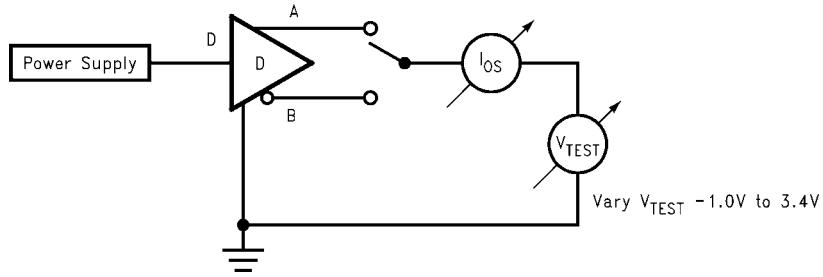 A
D
Power Supply
D
I_OS
B
V_TEST
Vary V_TEST -1.0V to 3.4V